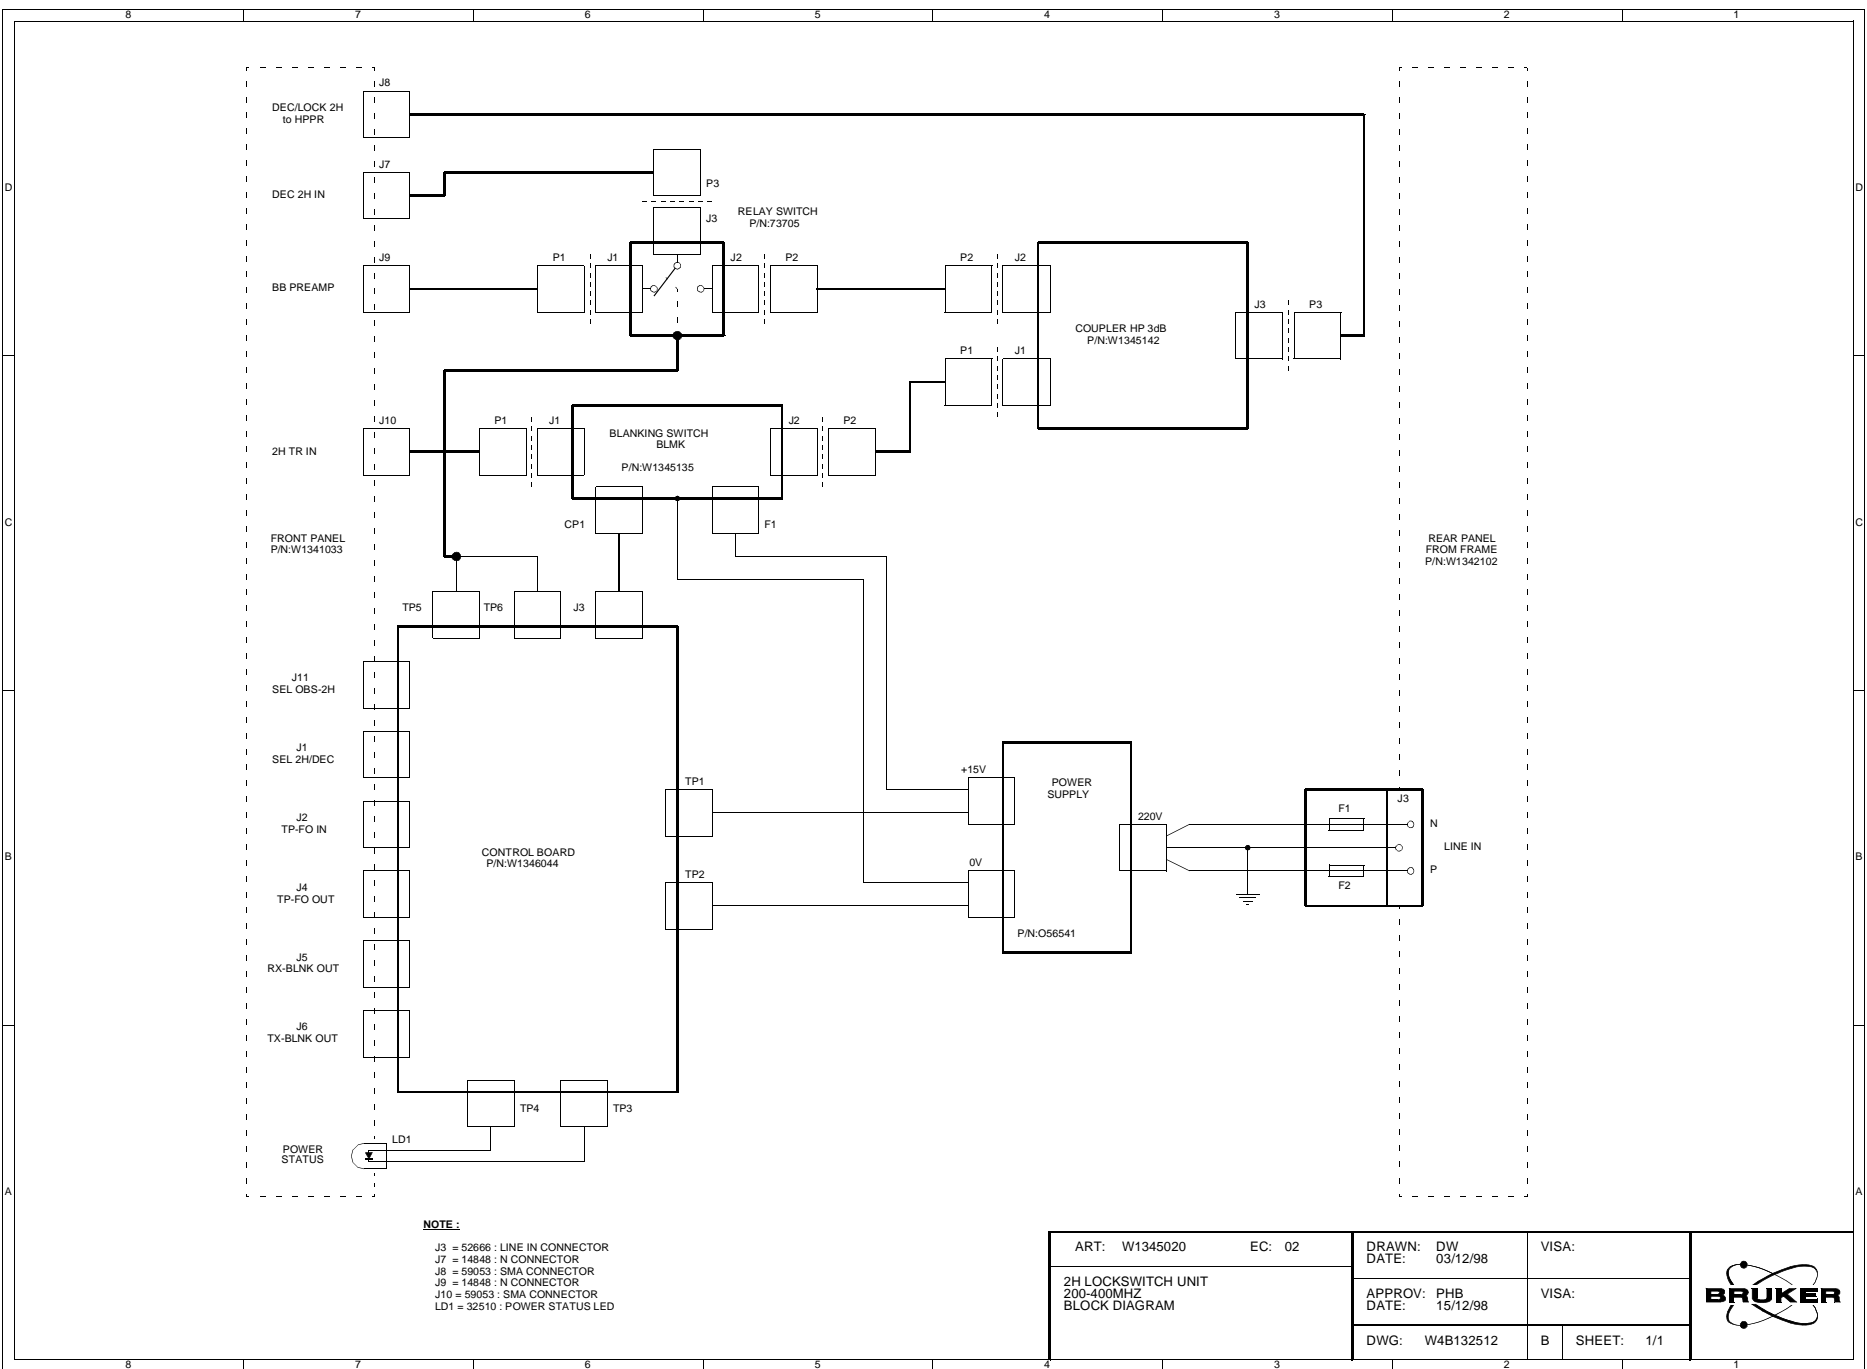 8 7 6 5 4 3 2 1
D
D
C
C
B
B
A
A
J8
DEC/LOCK 2H
to HPPR
J7
DEC 2H IN
P3
J3
RELAY SWITCH
P/N:73705
J9
BB PREAMP
P1
J1
J2
P2
P2
J2
COUPLER HP 3dB
P/N:W1345142
J3
P3
P1
J1
J10
2H TR IN
P1
J1
BLANKING SWITCH
BLMK
P/N:W1345135
J2
P2
CP1
F1
FRONT PANEL
P/N:W1341033
REAR PANEL
FROM FRAME
P/N:W1342102
TP5
TP6
J3
J11
SEL OBS-2H
J1
SEL 2H/DEC
J2
TP-FO IN
J4
TP-FO OUT
J5
RX-BLNK OUT
J6
TX-BLNK OUT
CONTROL BOARD
P/N:W1346044
TP1
TP2
+15V
0V
POWER
SUPPLY
P/N:O56541
220V
F1
F2
J3
N
LINE IN
P
TP4
TP3
LD1
POWER
STATUS
NOTE :
J3 = 52666 : LINE IN CONNECTOR
J7 = 14848 : N CONNECTOR
J8 = 59053 : SMA CONNECTOR
J9 = 14848 : N CONNECTOR
J10 = 59053 : SMA CONNECTOR
LD1 = 32510 : POWER STATUS LED
ART: W1345020 EC: 02
2H LOCKSWITCH UNIT
200-400MHZ
BLOCK DIAGRAM
DRAWN: DW
DATE: 03/12/98
VISA:
APPROV: PHB
DATE: 15/12/98
VISA:
DWG: W4B132512 B SHEET: 1/1
BRUKER
8 7 6 5 4 3 2 1